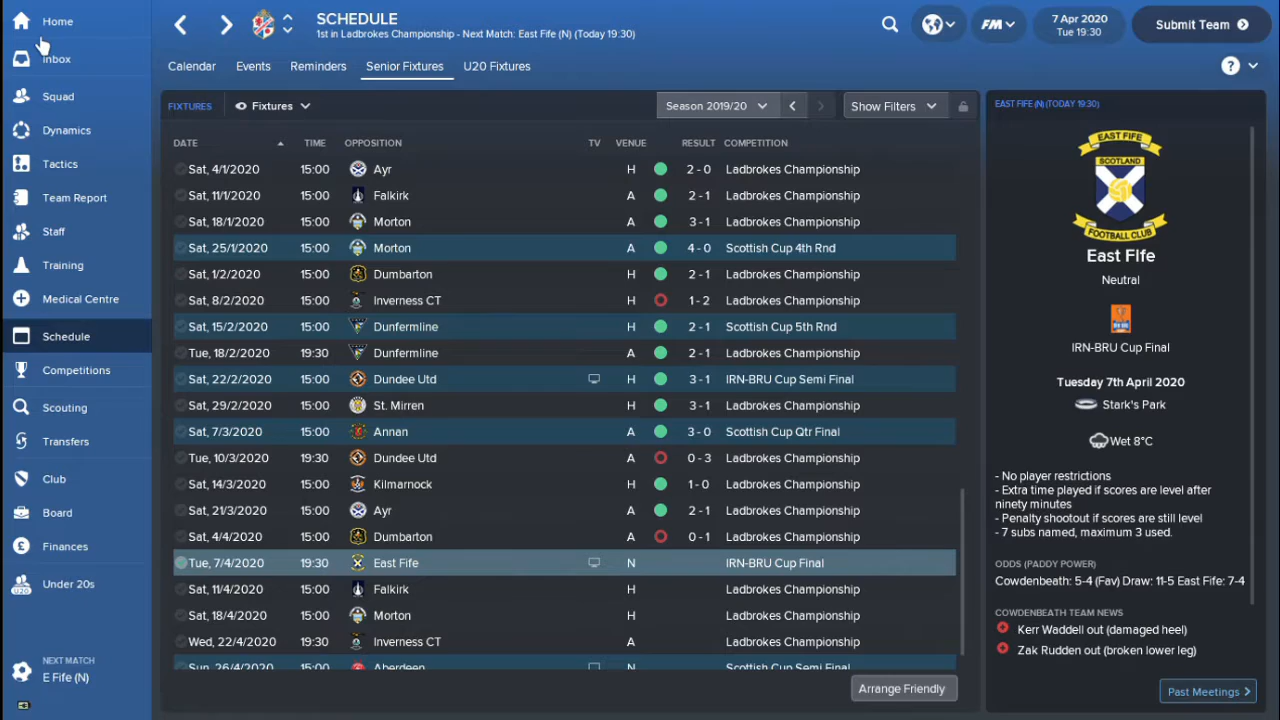 Home
Inbox
Squad
Dynamics
Tactics
Team Report
Staff
Training
Medical Centre
Schedule
Competitions
Scouting
Transfers
Club
Board
Finances
Under 20s
NEXT MATCH
E Fife (N)
SCHEDULE
1st in Ladbrokes Championship - Next Match: East Fife (N) (Today 19:30)
FM
7 Apr 2020
Tue 19:30
Submit Team
Calendar Events Reminders Senior Fixtures U20 Fixtures
?
FIXTURES Fixtures Season 2019/20 Show Filters
DATE TIME OPPOSITION TV VENUE RESULT COMPETITION
Sat, 4/1/2020 15:00 Ayr H 2 - 0 Ladbrokes Championship
Sat, 11/1/2020 15:00 Falkirk A 2 - 1 Ladbrokes Championship
Sat, 18/1/2020 15:00 Morton A 3 - 1 Ladbrokes Championship
Sat, 25/1/2020 15:00 Morton A 4 - 0 Scottish Cup 4th Rnd
Sat, 1/2/2020 15:00 Dumbarton H 2 - 1 Ladbrokes Championship
Sat, 8/2/2020 15:00 Inverness CT H 1 - 2 Ladbrokes Championship
Sat, 15/2/2020 15:00 Dunfermline H 2 - 1 Scottish Cup 5th Rnd
Tue, 18/2/2020 19:30 Dunfermline A 2 - 1 Ladbrokes Championship
Sat, 22/2/2020 15:00 Dundee Utd H 3 - 1 IRN-BRU Cup Semi Final
Sat, 29/2/2020 15:00 St. Mirren H 3 - 1 Ladbrokes Championship
Sat, 7/3/2020 15:00 Annan A 3 - 0 Scottish Cup Qtr Final
Tue, 10/3/2020 19:30 Dundee Utd A 0 - 3 Ladbrokes Championship
Sat, 14/3/2020 15:00 Kilmarnock H 1 - 0 Ladbrokes Championship
Sat, 21/3/2020 15:00 Ayr A 2 - 1 Ladbrokes Championship
Sat, 4/4/2020 15:00 Dumbarton A 0 - 1 Ladbrokes Championship
Tue, 7/4/2020 19:30 East Fife N IRN-BRU Cup Final
Sat, 11/4/2020 15:00 Falkirk H Ladbrokes Championship
Sat, 18/4/2020 15:00 Morton H Ladbrokes Championship
Wed, 22/4/2020 19:30 Inverness CT A Ladbrokes Championship
Sun, 26/4/2020 15:00 Aberdeen N Scottish Cup Semi Final
Arrange Friendly
EAST FIFE (N) (TODAY 19:30)
EAST FIFE
SCOTLAND
FOOTBALL CLUB
East Fife
Neutral
IRN-BRU Cup Final
Tuesday 7th April 2020
Stark's Park
Wet 8°C
- No player restrictions
- Extra time played if scores are level after
ninety minutes
- Penalty shootout if scores are still level
- 7 subs named, maximum 3 used.
ODDS (PADDY POWER)
Cowdenbeath: 5-4 (Fav) Draw: 11-5 East Fife: 7-4
COWDENBEATH TEAM NEWS
Kerr Waddell out (damaged heel)
Zak Rudden out (broken lower leg)
Past Meetings